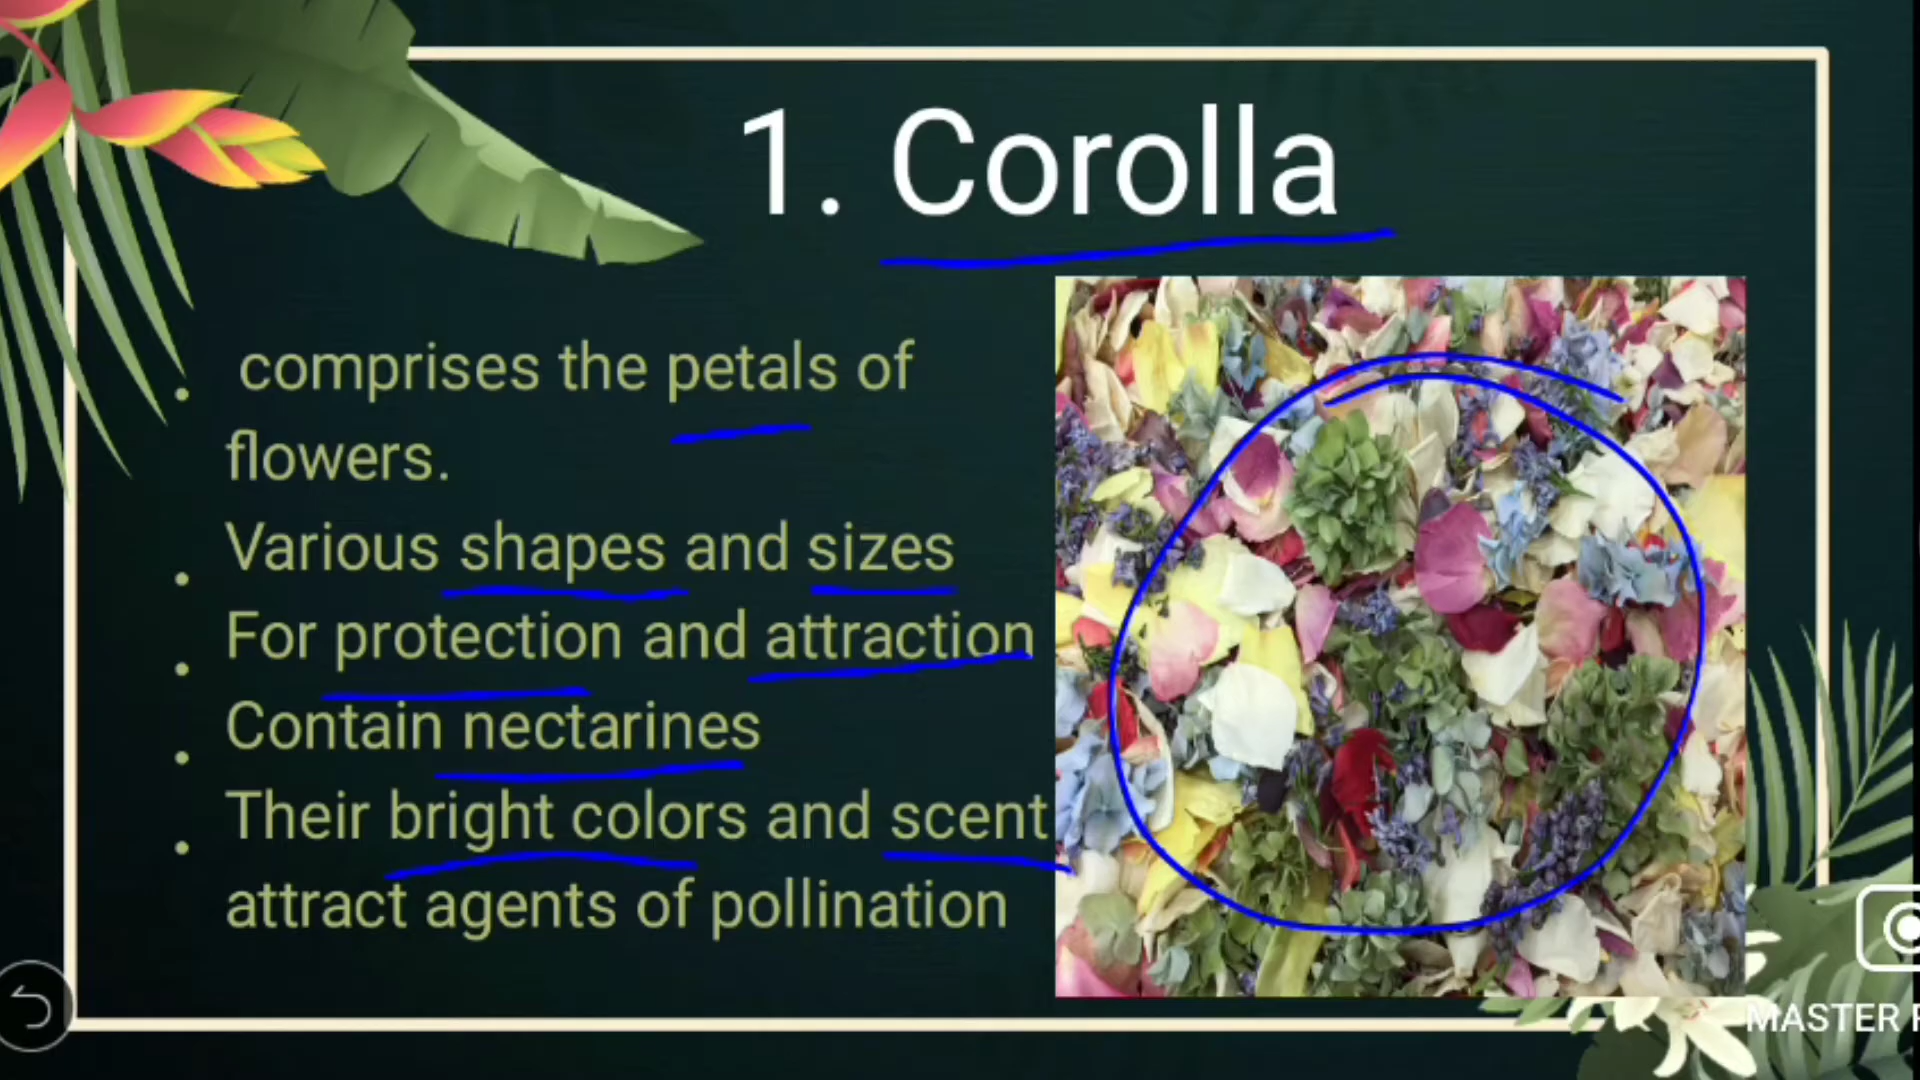 1. Corolla
• comprises the petals of
flowers.
• Various shapes and sizes
• For protection and attraction
• Contain nectarines
• Their bright colors and scent
attract agents of pollination
MASTER